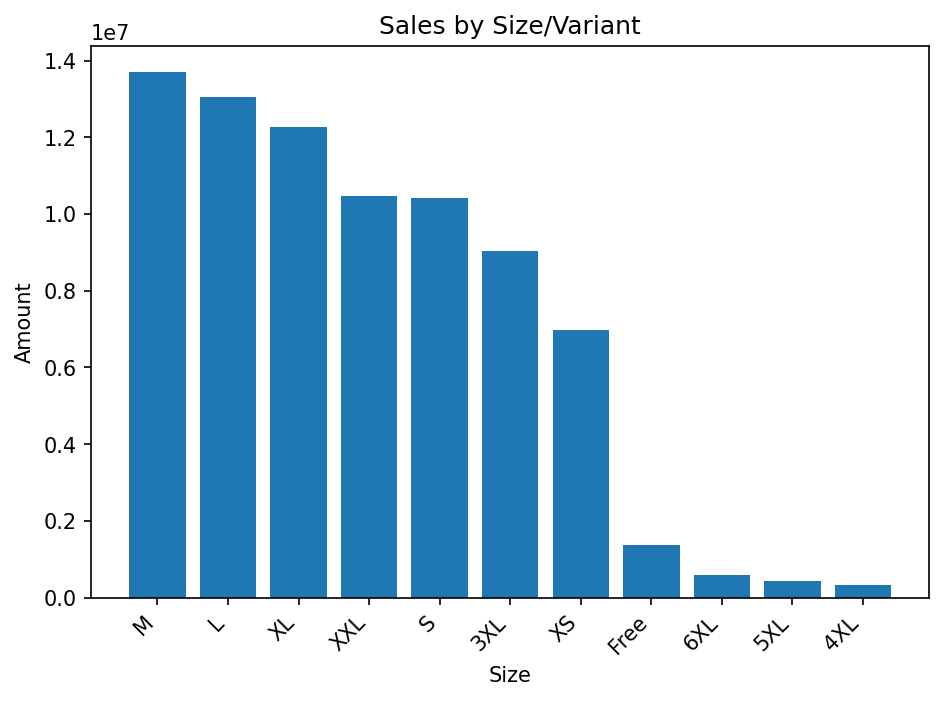 Sales by Size/Variant
1e7
1.4
1.2
1.0
0.8
0.6
0.4
0.2
0.0
Amount
M
L
XL
XXL
S
3XL
XS
Free
6XL
5XL
4XL
Size